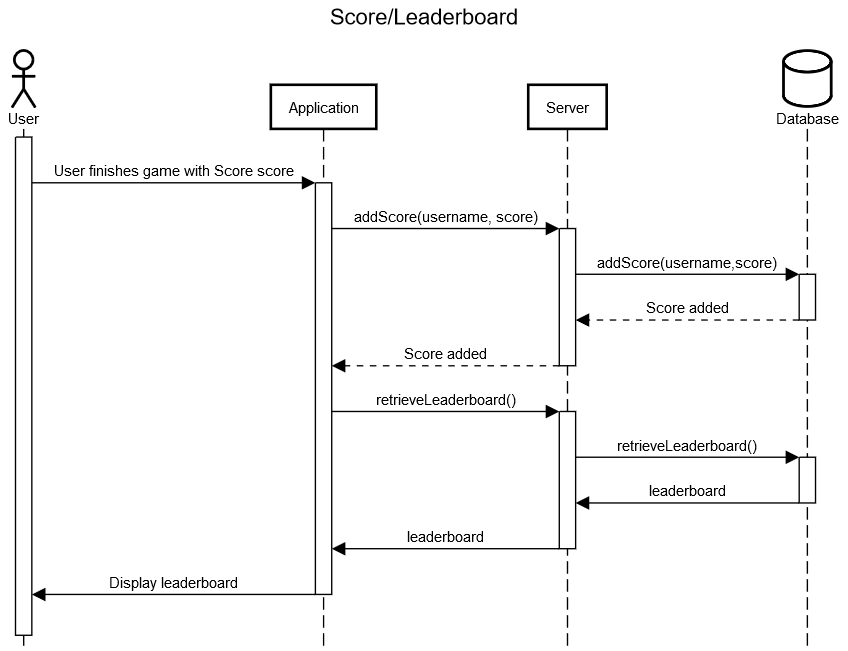 Score/Leaderboard
User
Application
Server
Database
User finishes game with Score score
addScore(username, score)
addScore(username,score)
Score added
Score added
retrieveLeaderboard()
retrieveLeaderboard()
leaderboard
leaderboard
Display leaderboard